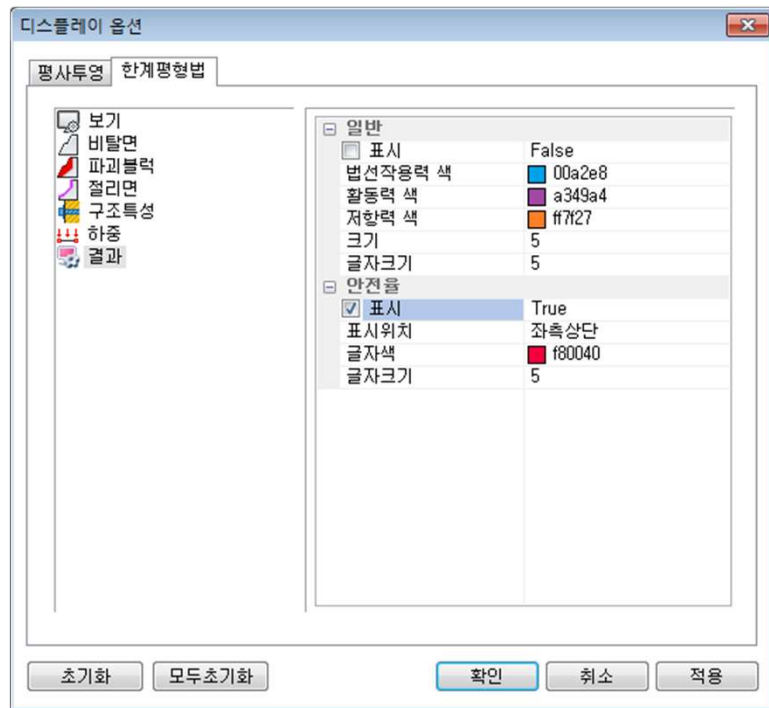 디스플레이 옵션
평사투영 한계평형법
보기
비탈면
파괴블럭
절리면
구조특성
하중
결과
일반
표시 False
법선작용력 색 00a2e8
활동력 색 a349a4
저항력 색 ff7f27
크기 5
글자크기 5
안전율
표시 True
표시위치 좌측상단
글자색 f80040
글자크기 5
초기화 모두초기화 확인 취소 적용